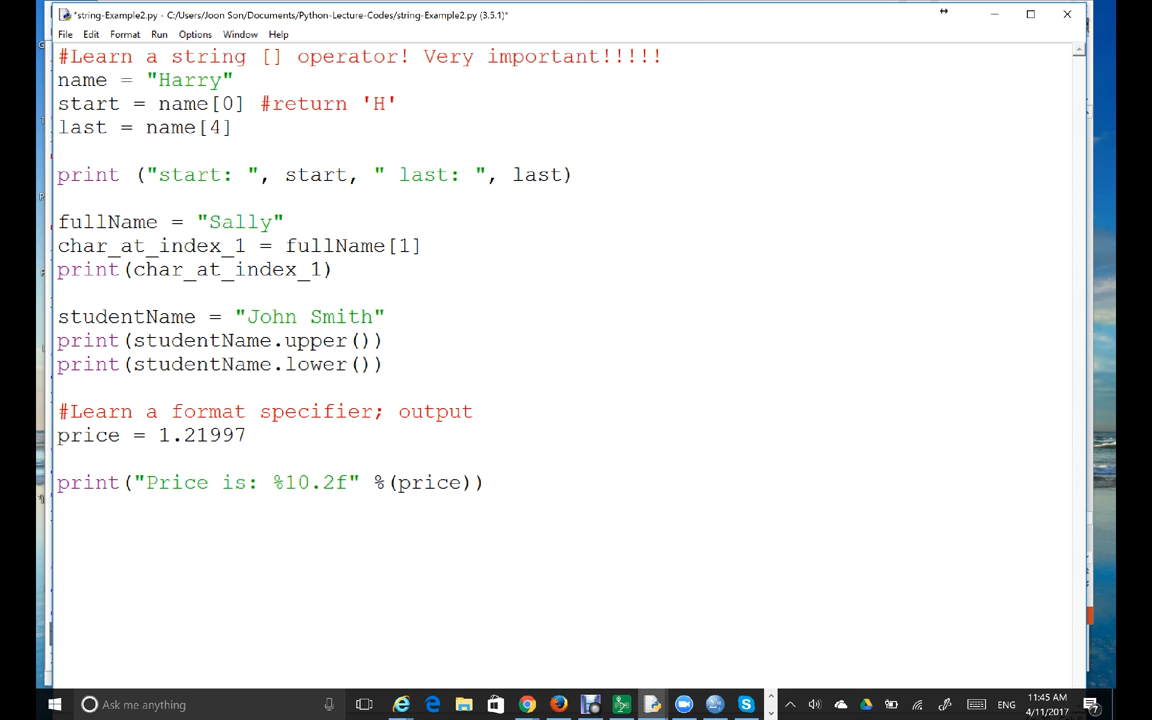 *string-Example2.py - C:/Users/Joon Son/Documents/Python-Lecture-Codes/string-Example2.py (3.5.1)*
File Edit Format Run Options Window Help
#Learn a string [] operator! Very important!!!!!
name = "Harry"
start = name[0] #return 'H'
last = name[4]
print ("start: ", start, " last: ", last)
fullName = "Sally"
char_at_index_1 = fullName[1]
print(char_at_index_1)
studentName = "John Smith"
print(studentName.upper())
print(studentName.lower())
#Learn a format specifier; output
price = 1.21997
print("Price is: %10.2f" %(price))
Ask me anything
ENG
11:45 AM
4/11/2017
7